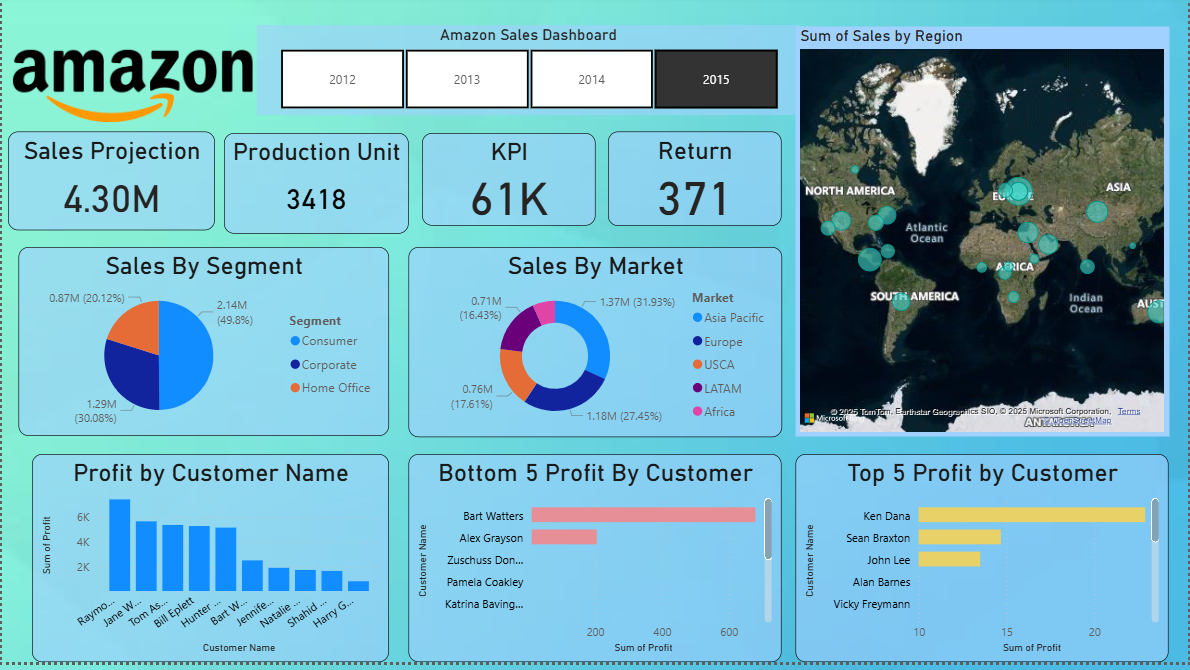 amazon
Amazon Sales Dashboard
2012
2013
2014
2015
Sales Projection
4.30M
Production Unit
3418
KPI
61K
Return
371
Sum of Sales by Region
NORTH AMERICA
EUROPE
ASIA
Atlantic
Ocean
AFRICA
SOUTH AMERICA
Indian
Ocean
AUST
Microsoft
© 2025 TomTom, Earthstar Geographics SIO, © 2025 Microsoft Corporation, Terms
Sales By Segment
0.87M (20.12%)
2.14M
(49.8%)
1.29M
(30.08%)
Segment
Consumer
Corporate
Home Office
Sales By Market
0.71M
(16.43%)
1.37M (31.93%)
0.76M
(17.61%)
1.18M (27.45%)
Market
Asia Pacific
Europe
USCA
LATAM
Africa
Profit by Customer Name
Sum of Profit
6K
4K
2K
Raymo...
Jane W...
Tom As...
Bill Eplett
Hunter ...
Bart W...
Jennife...
Natalie ...
Shahid ...
Harry G...
Customer Name
Bottom 5 Profit By Customer
Customer Name
Bart Watters
Alex Grayson
Zuschuss Don...
Pamela Coakley
Katrina Baving...
200
400
600
Sum of Profit
Top 5 Profit by Customer
Customer Name
Ken Dana
Sean Braxton
John Lee
Alan Barnes
Vicky Freymann
10
15
20
Sum of Profit